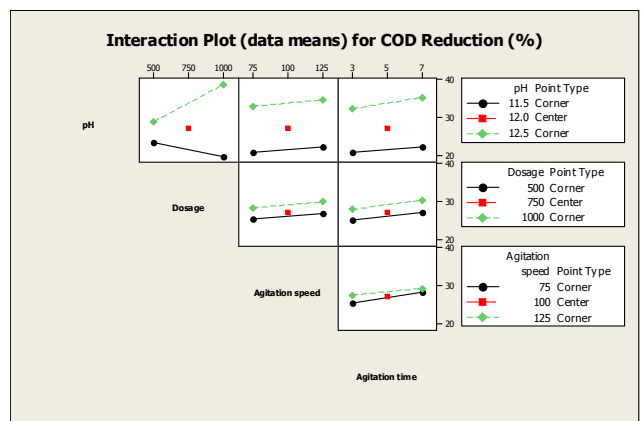 Interaction Plot (data means) for COD Reduction (%)
500 750 1000 75 100 125 3 5 7
pH
40
30
20
pH Point Type
11.5 Corner
12.0 Center
12.5 Corner
Dosage
40
30
20
Dosage Point Type
500 Corner
750 Center
1000 Corner
Agitation speed
40
30
20
Agitation
speed Point Type
75 Corner
100 Center
125 Corner
Agitation time